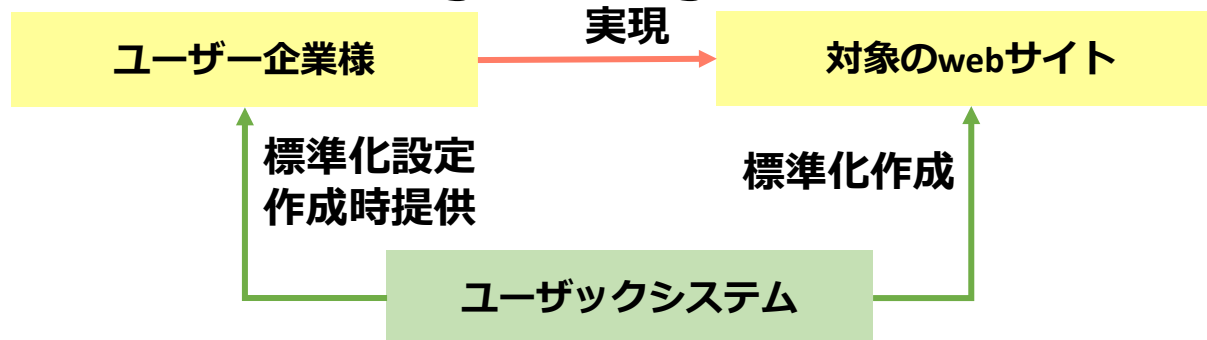 実現
ユーザー企業様
対象のwebサイト
標準化設定
作成時提供
標準化作成
ユーザックシステム